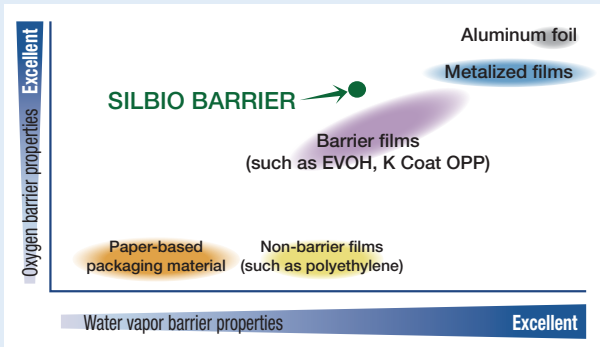 Aluminum foil
Metalized films
SILBIO BARRIER
Barrier films
(such as EVOH, K Coat OPP)
Paper-based
packaging material
Non-barrier films
(such as polyethylene)
Oxygen barrier properties
Excellent
Water vapor barrier properties
Excellent